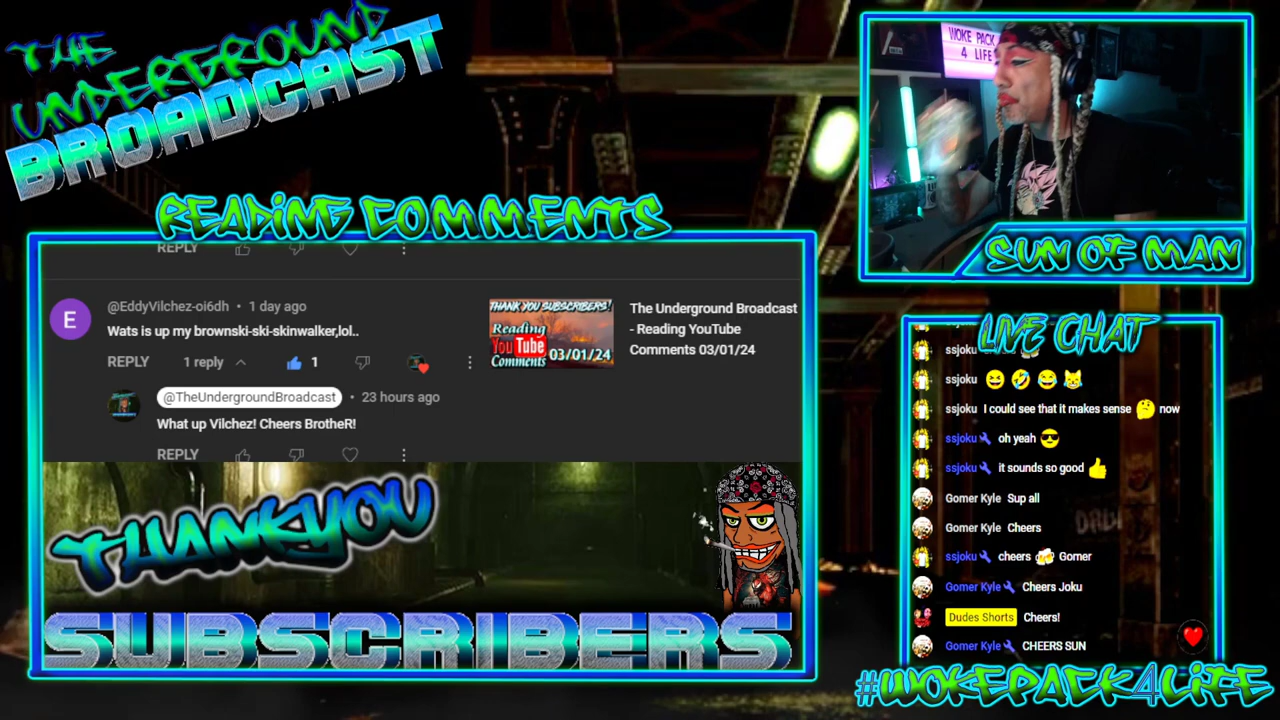 THE
UNDERGROUND
BROADCAST
WOKE PACK
4 LIFE
SUN OF MAN
READING COMMENTS
REPLY
E
@EddyVilchez-oi6dh • 1 day ago
Wats is up my brownski-ski-skinwalker,lol..
REPLY 1 reply 1
@TheUndergroundBroadcast • 23 hours ago
What up Vilchez! Cheers BrotheR!
REPLY
THANK YOU SUBSCRIBERS!
Reading
YouTube
Comments 03/01/24
The Underground Broadcast
- Reading YouTube
Comments 03/01/24
THANK YOU
SUBSCRIBERS
LIVE CHAT
ssjoku
ssjoku 😆 🤣 😂 😸
ssjoku I could see that it makes sense 🤔 now
ssjoku oh yeah 😎
ssjoku it sounds so good 👍
Gomer Kyle Sup all
Gomer Kyle Cheers
ssjoku cheers 🍻 Gomer
Gomer Kyle Cheers Joku
Dudes Shorts Cheers!
Gomer Kyle CHEERS SUN
#WOKEPACK4LIFE